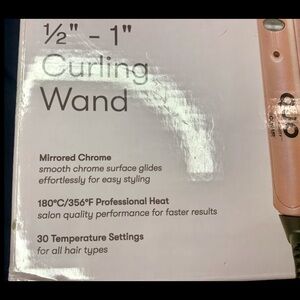 ½" - 1"
Curling
Wand
Mirrored Chrome
smooth chrome surface glides
effortlessly for easy styling
180°C/356°F Professional Heat
salon quality performance for faster results
30 Temperature Settings
for all hair types